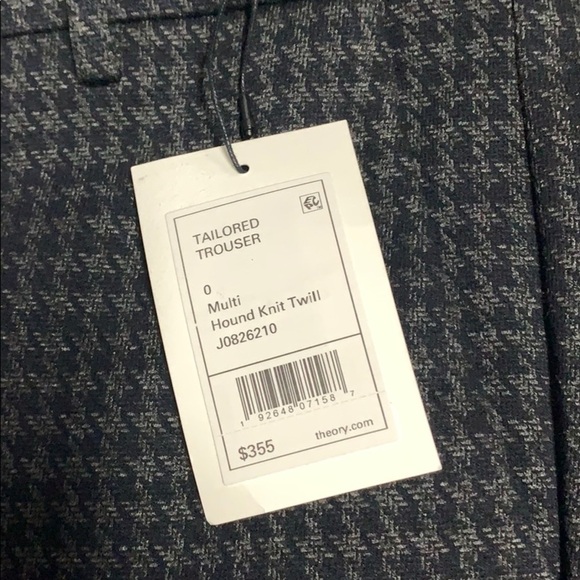 TAILORED
TROUSER
0
Multi
Hound Knit Twill
J0826210
1 92648 07158 7
$355 theory.com